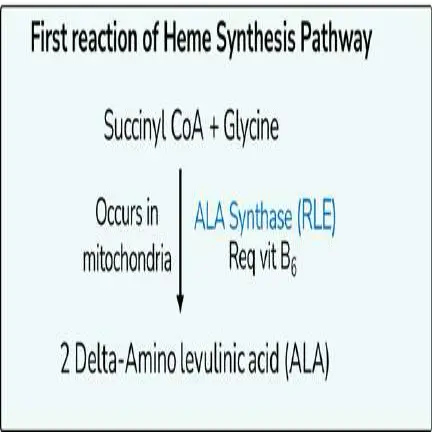 First reaction of Heme Synthesis Pathway
Succinyl CoA + Glycine
Occurs in
mitochondria
ALA Synthase (RLE)
Req vit B₆
2 Delta-Amino levulinic acid (ALA)